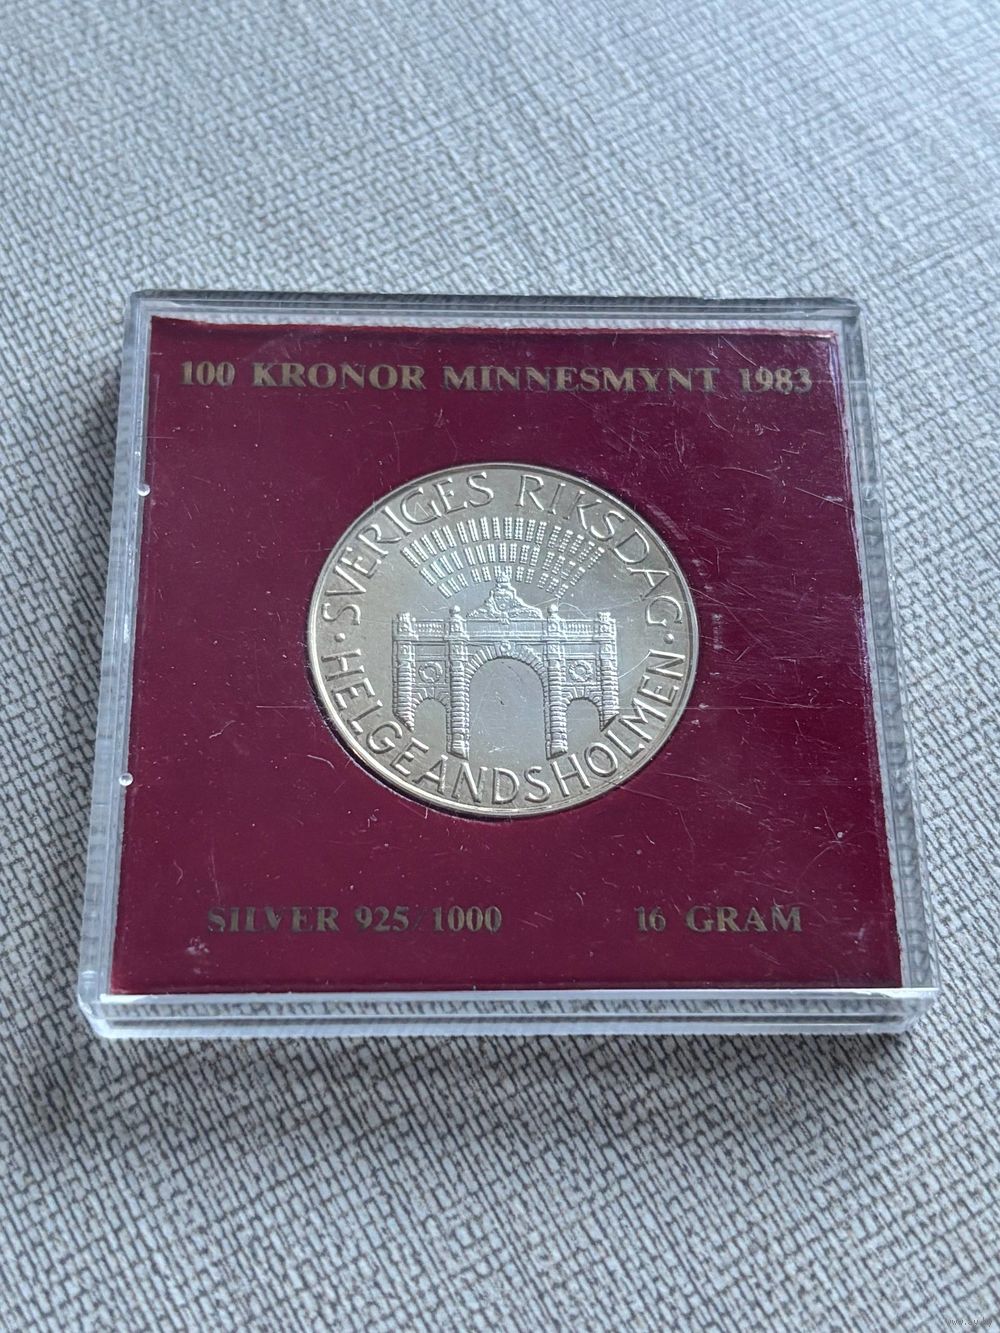 100 KRONOR MINNESMYNT 1983
SVERIGES RIKSDAG
· HELGEANDSHOLMEN ·
SILVER 925/1000 16 GRAM